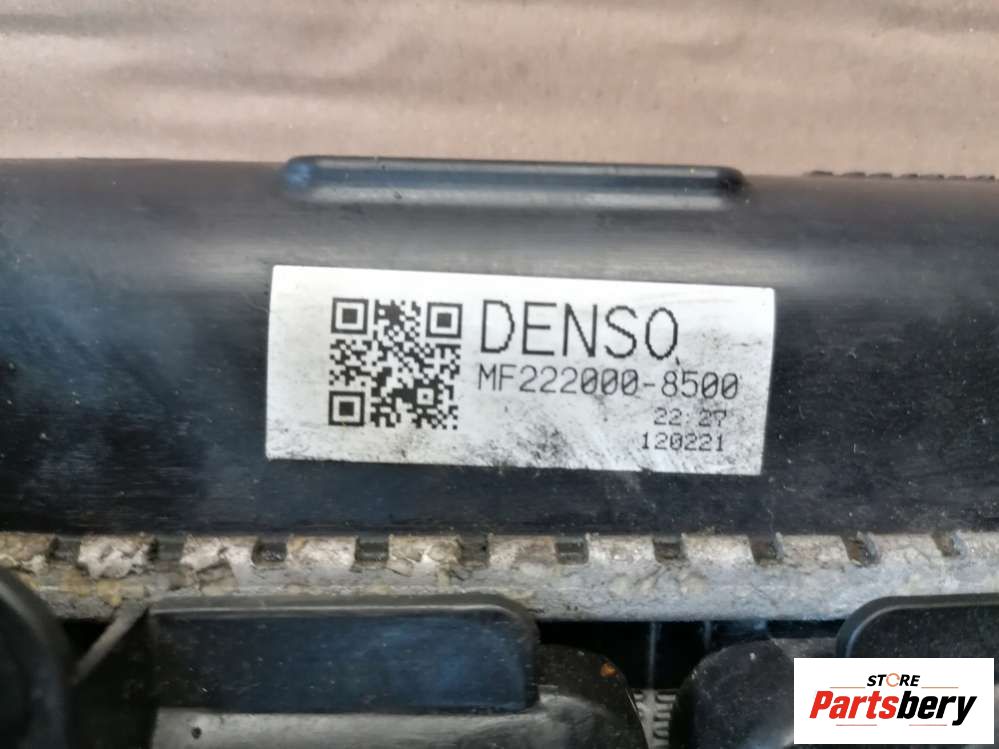 DENSO
MF222000-8500
22:27
120221
STORE
Partsbery